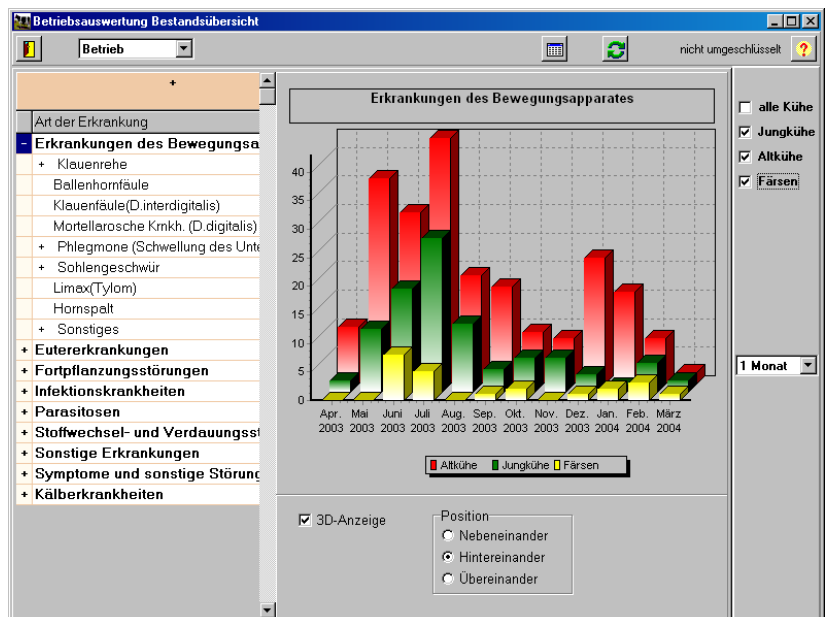 Betriebsauswertung Bestandsübersicht
Betrieb
nicht umgeschlüsselt
?
+
Art der Erkrankung
- Erkrankungen des Bewegungsa
+ Klauenrehe
Ballenhornfäule
Klauenfäule(D.interdigitalis)
Mortellarosche Krnkh. (D.digitalis)
+ Phlegmone (Schwellung des Unte
+ Sohlengeschwür
Limax(Tylom)
Hornspalt
+ Sonstiges
+ Eutererkrankungen
+ Fortpflanzungsstörungen
+ Infektionskrankheiten
+ Parasitosen
+ Stoffwechsel- und Verdauungsst
+ Sonstige Erkrankungen
+ Symptome und sonstige Störung
+ Kälberkrankheiten
Erkrankungen des Bewegungsapparates
40
35
30
25
20
15
10
5
0
Apr. Mai Juni Juli Aug. Sep. Okt. Nov. Dez. Jan. Feb. März
2003 2003 2003 2003 2003 2003 2003 2003 2003 2004 2004 2004
Altkühe Jungkühe Färsen
3D-Anzeige
Position
Nebeneinander
Hintereinander
Übereinander
alle Kühe
Jungkühe
Altkühe
Färsen
1 Monat